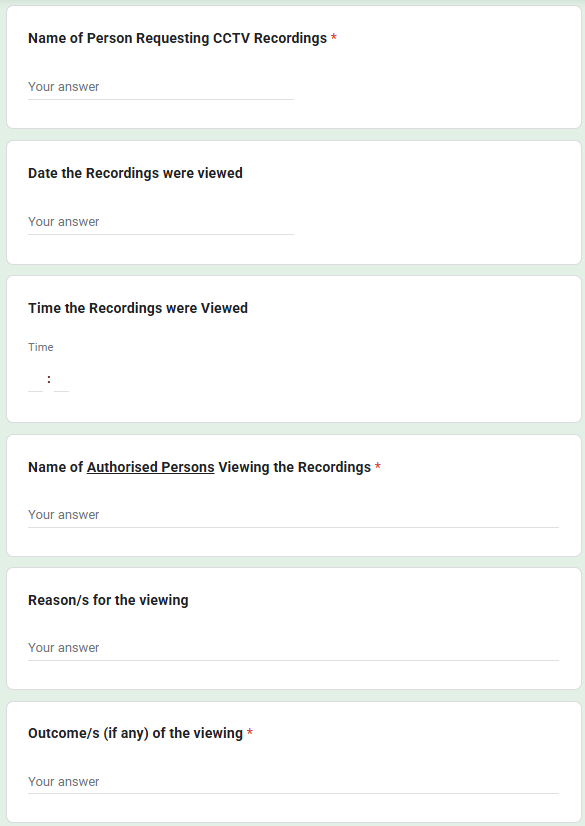 Name of Person Requesting CCTV Recordings *
Your answer
Date the Recordings were viewed
Your answer
Time the Recordings were Viewed
Time
:
Name of Authorised Persons Viewing the Recordings *
Your answer
Reason/s for the viewing
Your answer
Outcome/s (if any) of the viewing *
Your answer